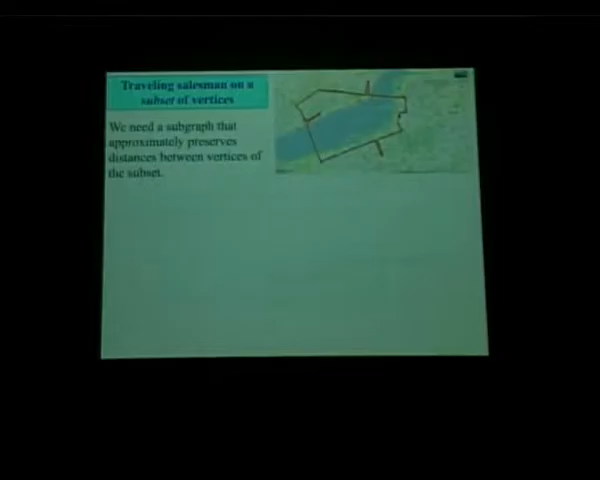 Traveling salesman on a
subset of vertices
We need a subgraph that
approximately preserves
distances between vertices of
the subset.